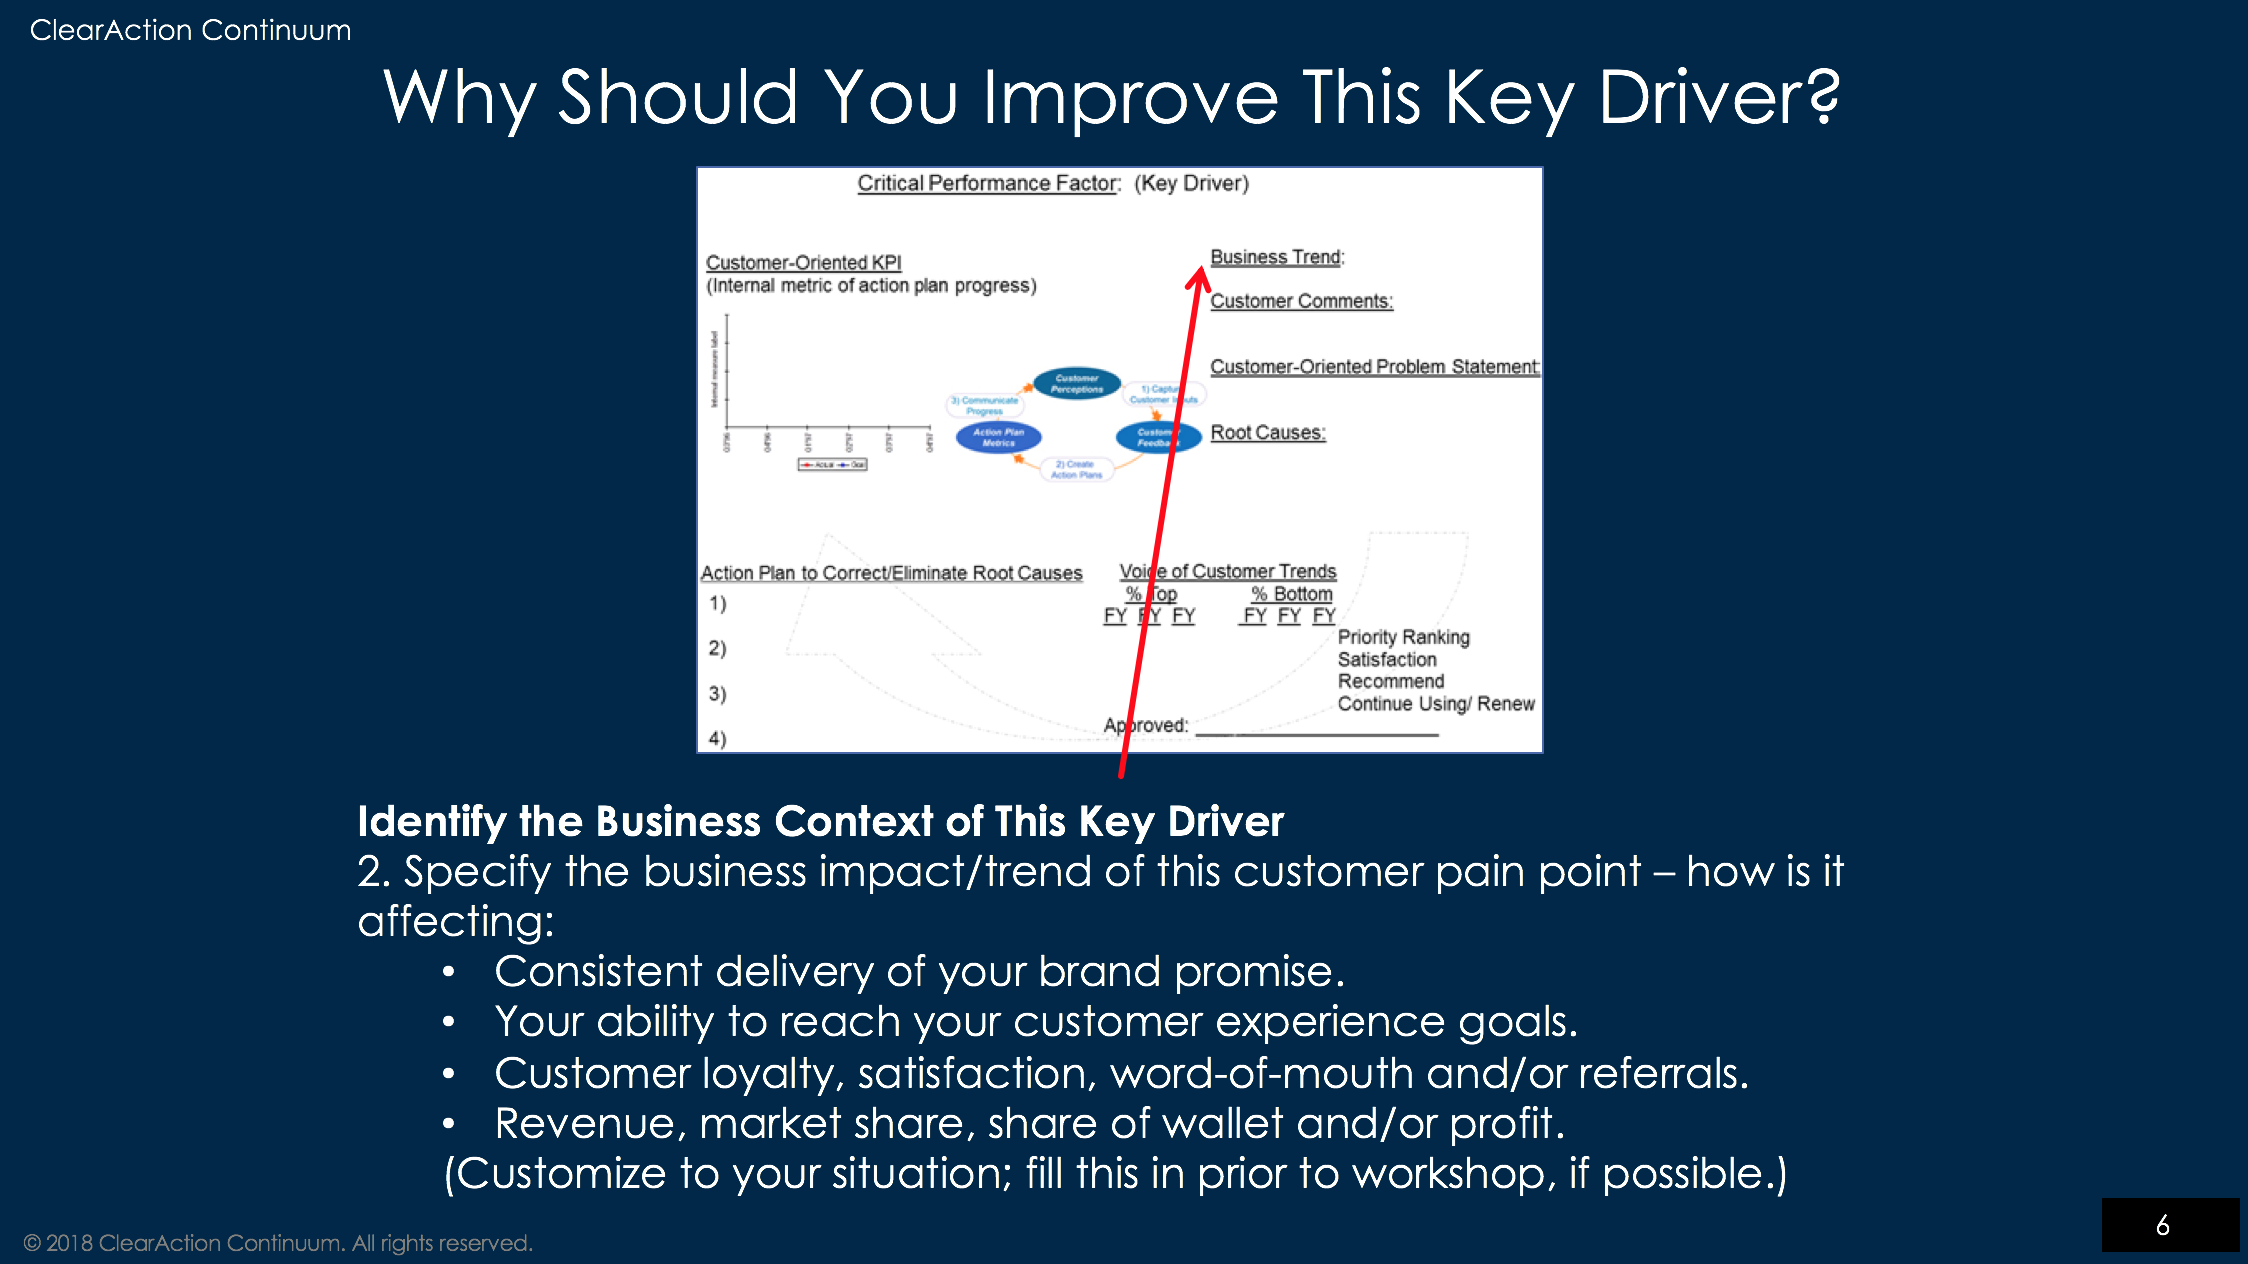 ClearAction Continuum
Why Should You Improve This Key Driver?
Critical Performance Factor: (Key Driver)
Customer-Oriented KPI
(Internal metric of action plan progress)
Internal measure label
Actual Goal
Customer
Perceptions
1) Capture
Customer Inputs
Customer
Feedback
2) Create
Action Plans
Action Plan
Metrics
3) Communicate
Progress
Business Trend:
Customer Comments:
Customer-Oriented Problem Statement:
Root Causes:
Action Plan to Correct/Eliminate Root Causes
1)
2)
3)
4)
Voice of Customer Trends
% Top % Bottom
FY FY FY FY FY FY
Priority Ranking
Satisfaction
Recommend
Continue Using/ Renew
Approved:
Identify the Business Context of This Key Driver
2. Specify the business impact/trend of this customer pain point – how is it
affecting:
• Consistent delivery of your brand promise.
• Your ability to reach your customer experience goals.
• Customer loyalty, satisfaction, word-of-mouth and/or referrals.
• Revenue, market share, share of wallet and/or profit.
(Customize to your situation; fill this in prior to workshop, if possible.)
© 2018 ClearAction Continuum. All rights reserved.
6